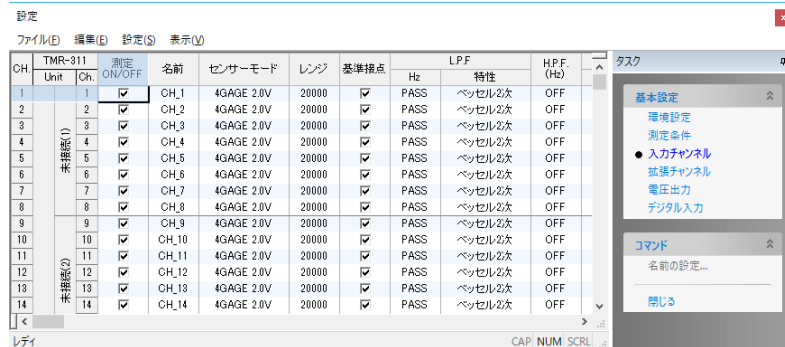 設定
ファイル(F) 編集(E) 設定(S) 表示(V)
CH. TMR-311 測定 ON/OFF 名前 センサーモード レンジ 基準接点 L.P.F H.P.F. (Hz)
Unit Ch. Hz 特性
未接続(1)
1 1 CH_1 4GAGE 2.0V 20000 PASS ベッセル2次 OFF
2 2 CH_2 4GAGE 2.0V 20000 PASS ベッセル2次 OFF
3 3 CH_3 4GAGE 2.0V 20000 PASS ベッセル2次 OFF
4 4 CH_4 4GAGE 2.0V 20000 PASS ベッセル2次 OFF
5 5 CH_5 4GAGE 2.0V 20000 PASS ベッセル2次 OFF
6 6 CH_6 4GAGE 2.0V 20000 PASS ベッセル2次 OFF
7 7 CH_7 4GAGE 2.0V 20000 PASS ベッセル2次 OFF
8 8 CH_8 4GAGE 2.0V 20000 PASS ベッセル2次 OFF
未接続(2)
9 9 CH_9 4GAGE 2.0V 20000 PASS ベッセル2次 OFF
10 10 CH_10 4GAGE 2.0V 20000 PASS ベッセル2次 OFF
11 11 CH_11 4GAGE 2.0V 20000 PASS ベッセル2次 OFF
12 12 CH_12 4GAGE 2.0V 20000 PASS ベッセル2次 OFF
13 13 CH_13 4GAGE 2.0V 20000 PASS ベッセル2次 OFF
14 14 CH_14 4GAGE 2.0V 20000 PASS ベッセル2次 OFF
レディ
CAP NUM SCRL
タスク
基本設定
環境設定
測定条件
入力チャンネル
拡張チャンネル
電圧出力
デジタル入力
コマンド
名前の設定...
閉じる